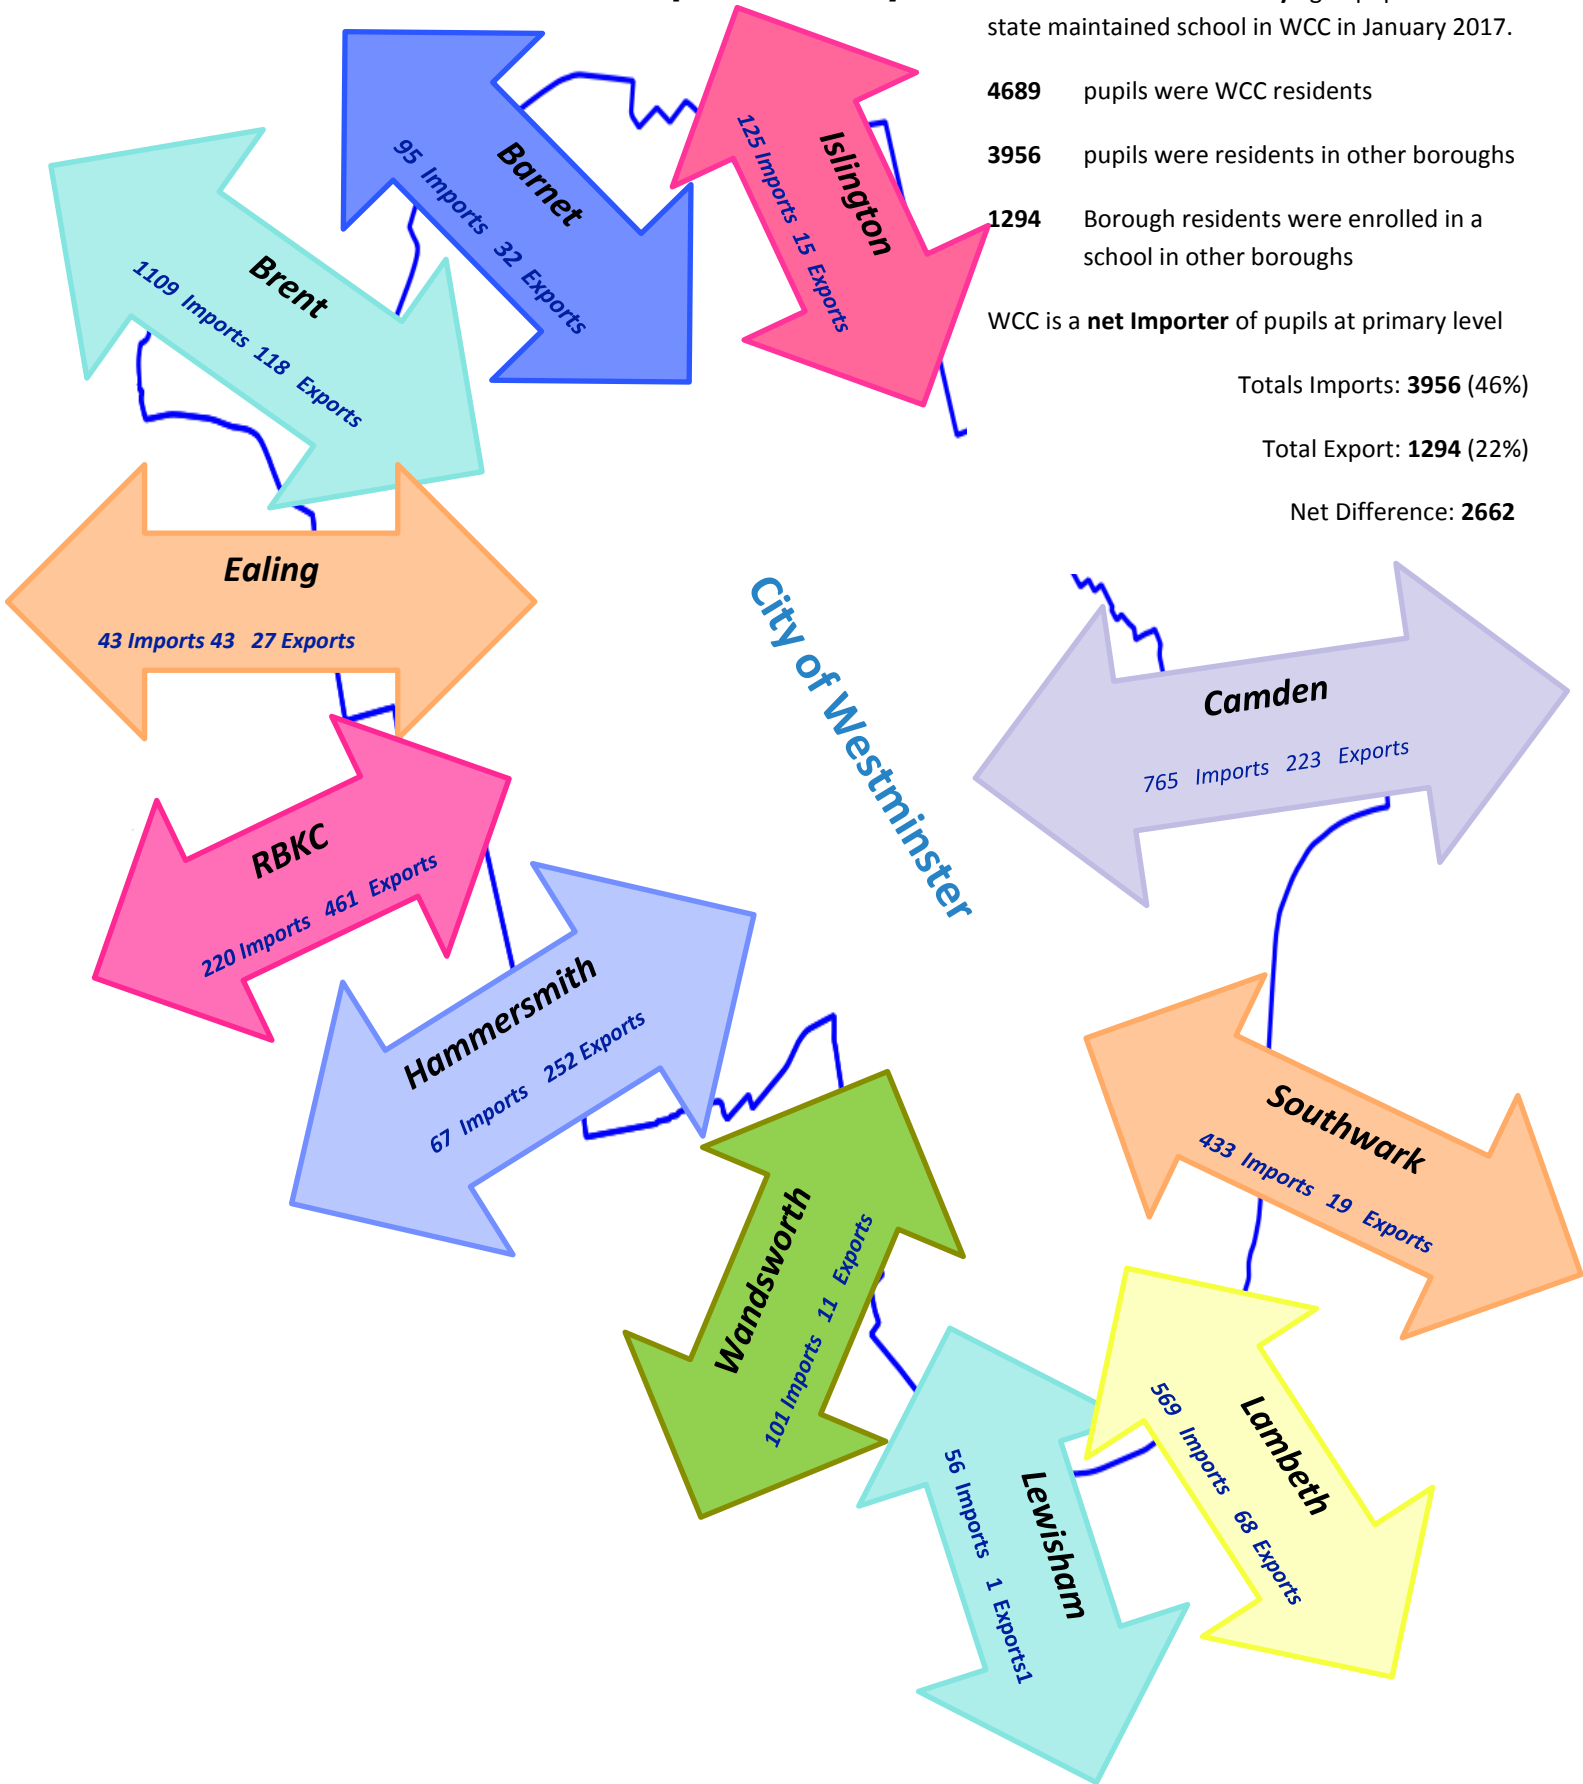 state maintained school in WCC in January 2017.
4689 pupils were WCC residents
3956 pupils were residents in other boroughs
1294 Borough residents were enrolled in a
school in other boroughs
WCC is a net Importer of pupils at primary level
Totals Imports: 3956 (46%)
Total Export: 1294 (22%)
Net Difference: 2662
Islington
125 Imports 15 Exports
Barnet
95 Imports 32 Exports
Brent
1109 Imports 118 Exports
Ealing
43 Imports 43 27 Exports
City of Westminster
Camden
765 Imports 223 Exports
RBKC
220 Imports 461 Exports
Hammersmith
67 Imports 252 Exports
Southwark
433 Imports 19 Exports
Wandsworth
101 Imports 11 Exports
Lambeth
569 Imports 68 Exports
Lewisham
56 Imports 1 Exports1